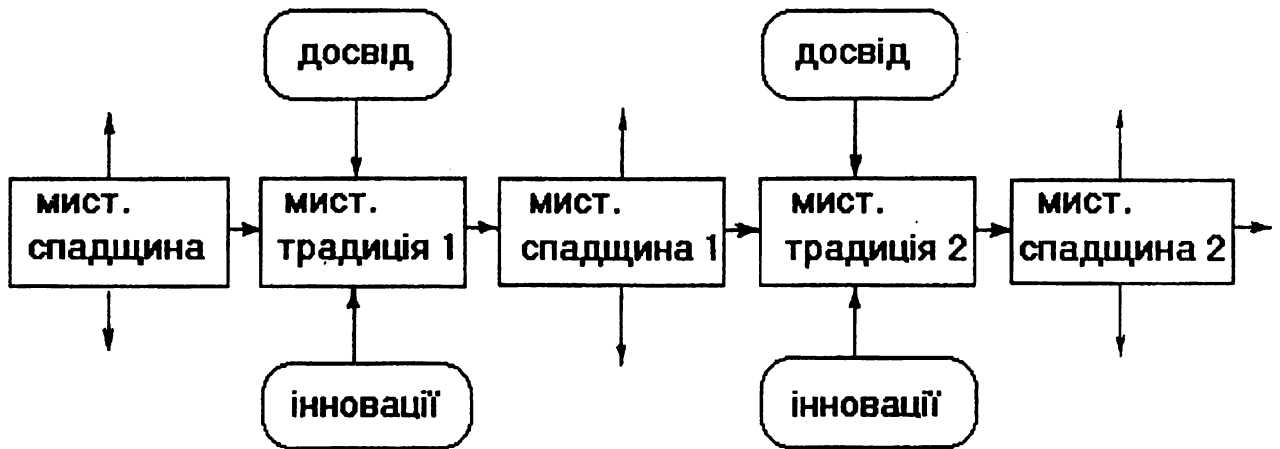 досвід
досвід
мист.
спадщина
мист.
традиція 1
мист.
спадщина 1
мист.
традиція 2
мист.
спадщина 2
інновації
інновації